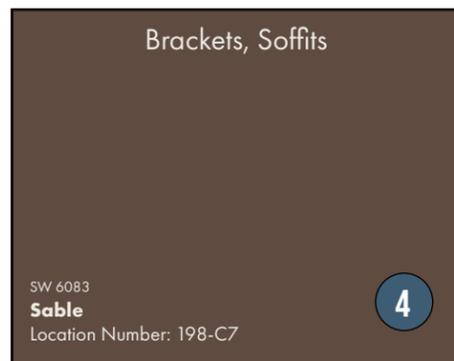 Brackets, Soffits
SW 6083
Sable
Location Number: 198-C7
4